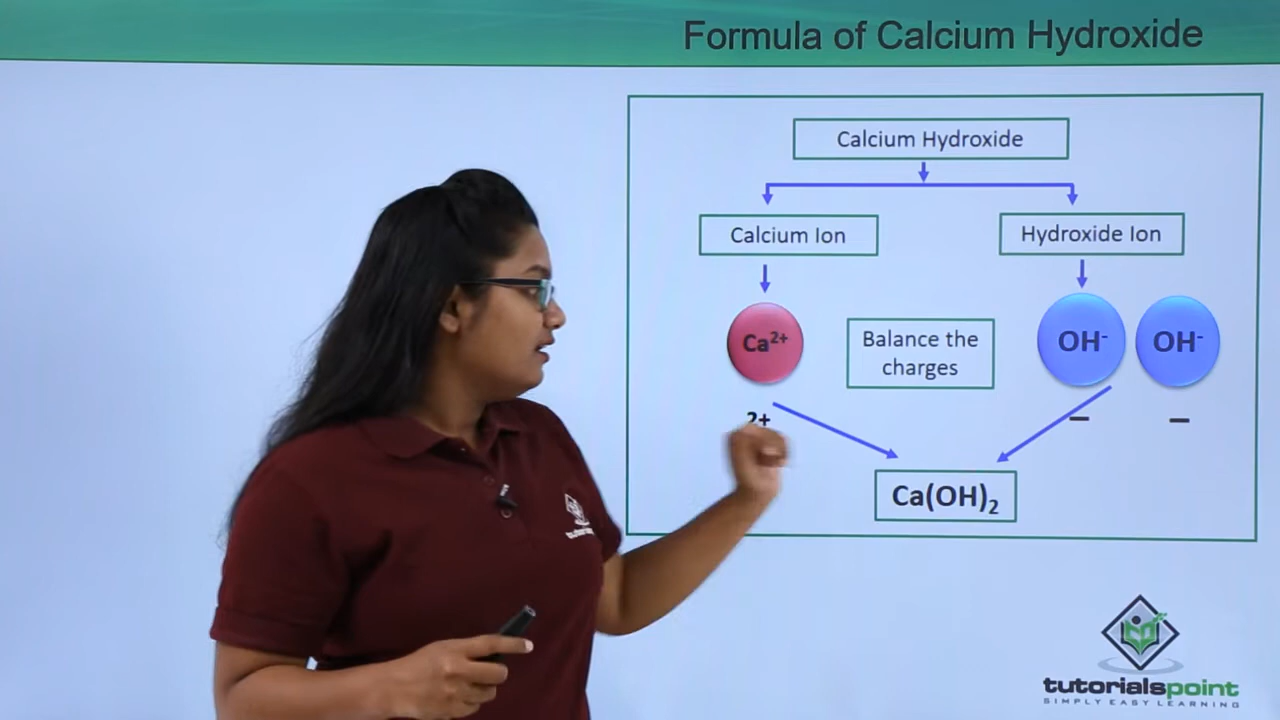 Formula of Calcium Hydroxide
Calcium Hydroxide
Calcium Ion
Hydroxide Ion
Ca²⁺
Balance the
charges
OH⁻
OH⁻
2+
−
−
Ca(OH)₂
tutorialspoint
SIMPLY EASY LEARNING